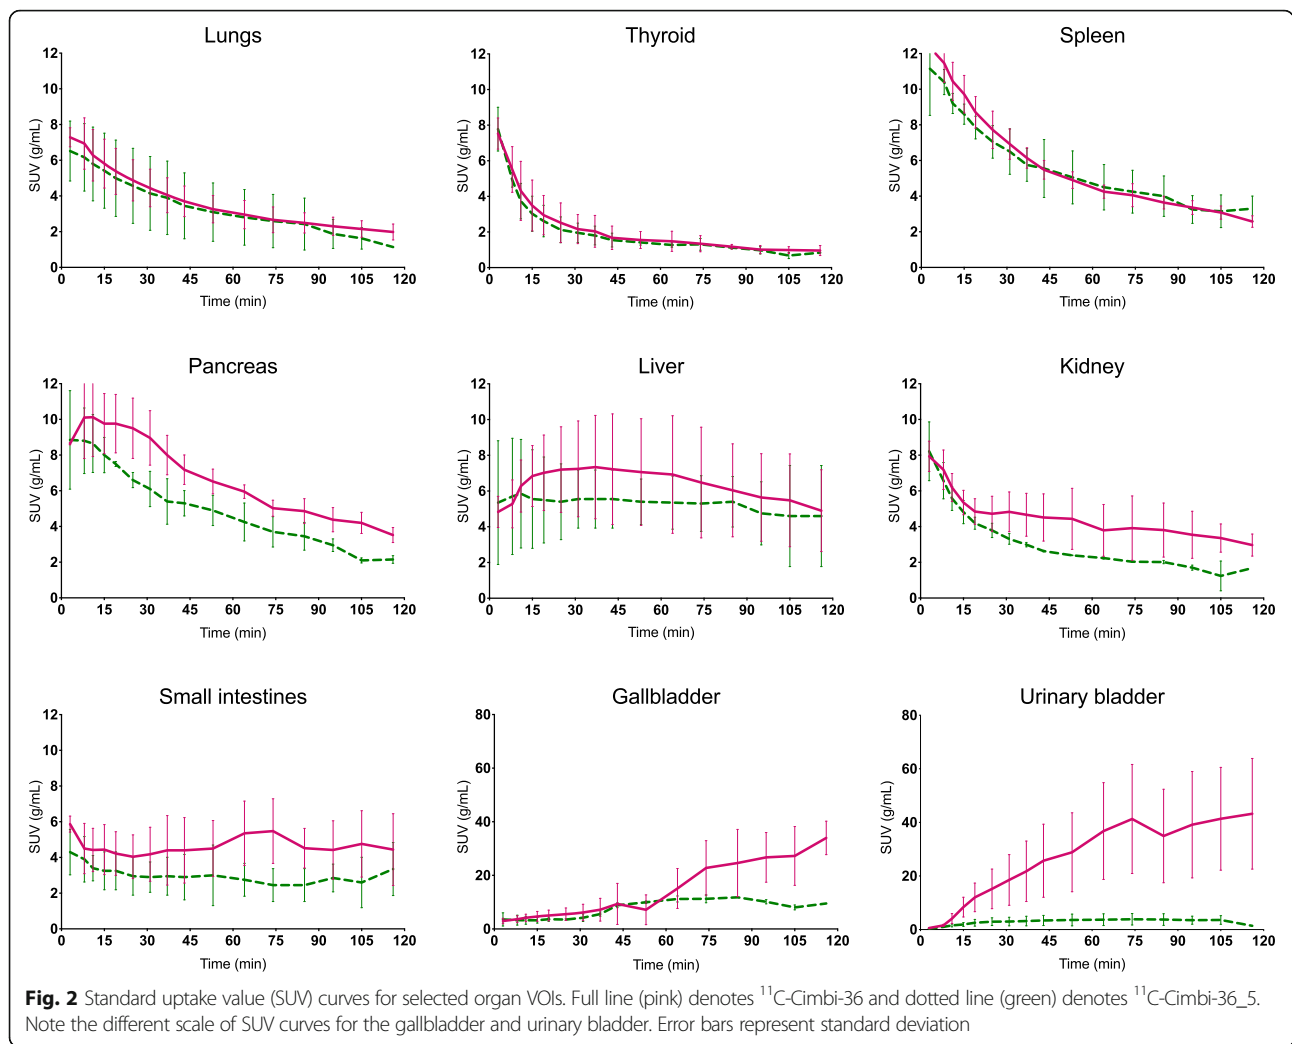 Lungs
12
10
8
6
4
2
0
SUV (g/mL)
0 15 30 45 60 75 90 105 120
Time (min)
Thyroid
12
10
8
6
4
2
0
SUV (g/mL)
0 15 30 45 60 75 90 105 120
Time (min)
Spleen
12
10
8
6
4
2
0
SUV (g/mL)
0 15 30 45 60 75 90 105 120
Time (min)
Pancreas
12
10
8
6
4
2
0
SUV (g/mL)
0 15 30 45 60 75 90 105 120
Time (min)
Liver
12
10
8
6
4
2
0
SUV (g/mL)
0 15 30 45 60 75 90 105 120
Time (min)
Kidney
12
10
8
6
4
2
0
SUV (g/mL)
0 15 30 45 60 75 90 105 120
Time (min)
Small intestines
12
10
8
6
4
2
0
SUV (g/mL)
0 15 30 45 60 75 90 105 120
Time (min)
Gallbladder
80
60
40
20
0
SUV (g/mL)
0 15 30 45 60 75 90 105 120
Time (min)
Urinary bladder
80
60
40
20
0
SUV (g/mL)
0 15 30 45 60 75 90 105 120
Time (min)
Fig. 2 Standard uptake value (SUV) curves for selected organ VOIs. Full line (pink) denotes ¹¹C-Cimbi-36 and dotted line (green) denotes ¹¹C-Cimbi-36_5.
Note the different scale of SUV curves for the gallbladder and urinary bladder. Error bars represent standard deviation